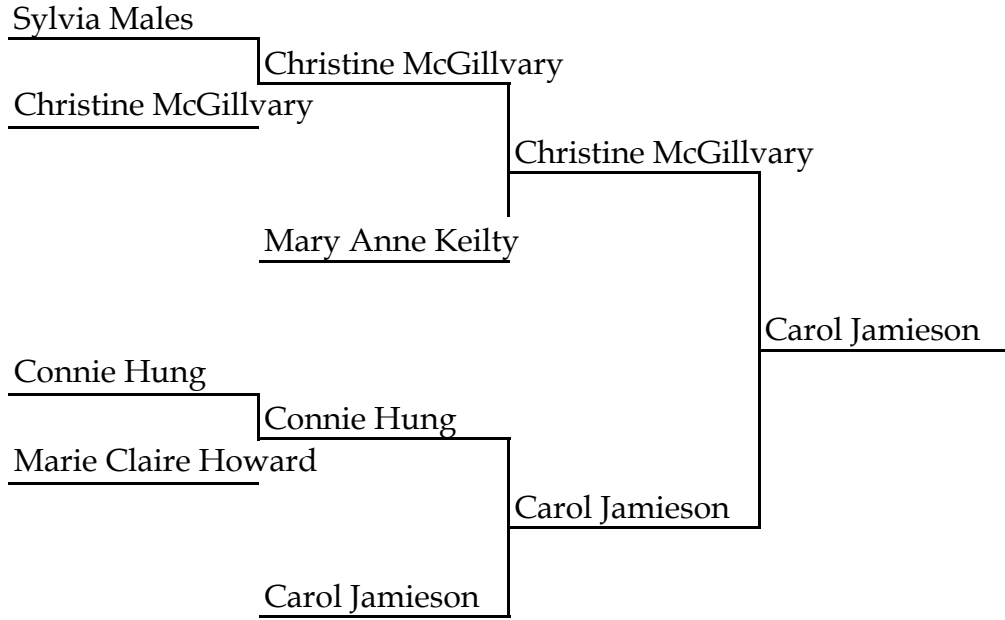 Sylvia Males
Christine McGillvary
Christine McGillvary
Christine McGillvary
Mary Anne Keilty
Carol Jamieson
Connie Hung
Connie Hung
Marie Claire Howard
Carol Jamieson
Carol Jamieson